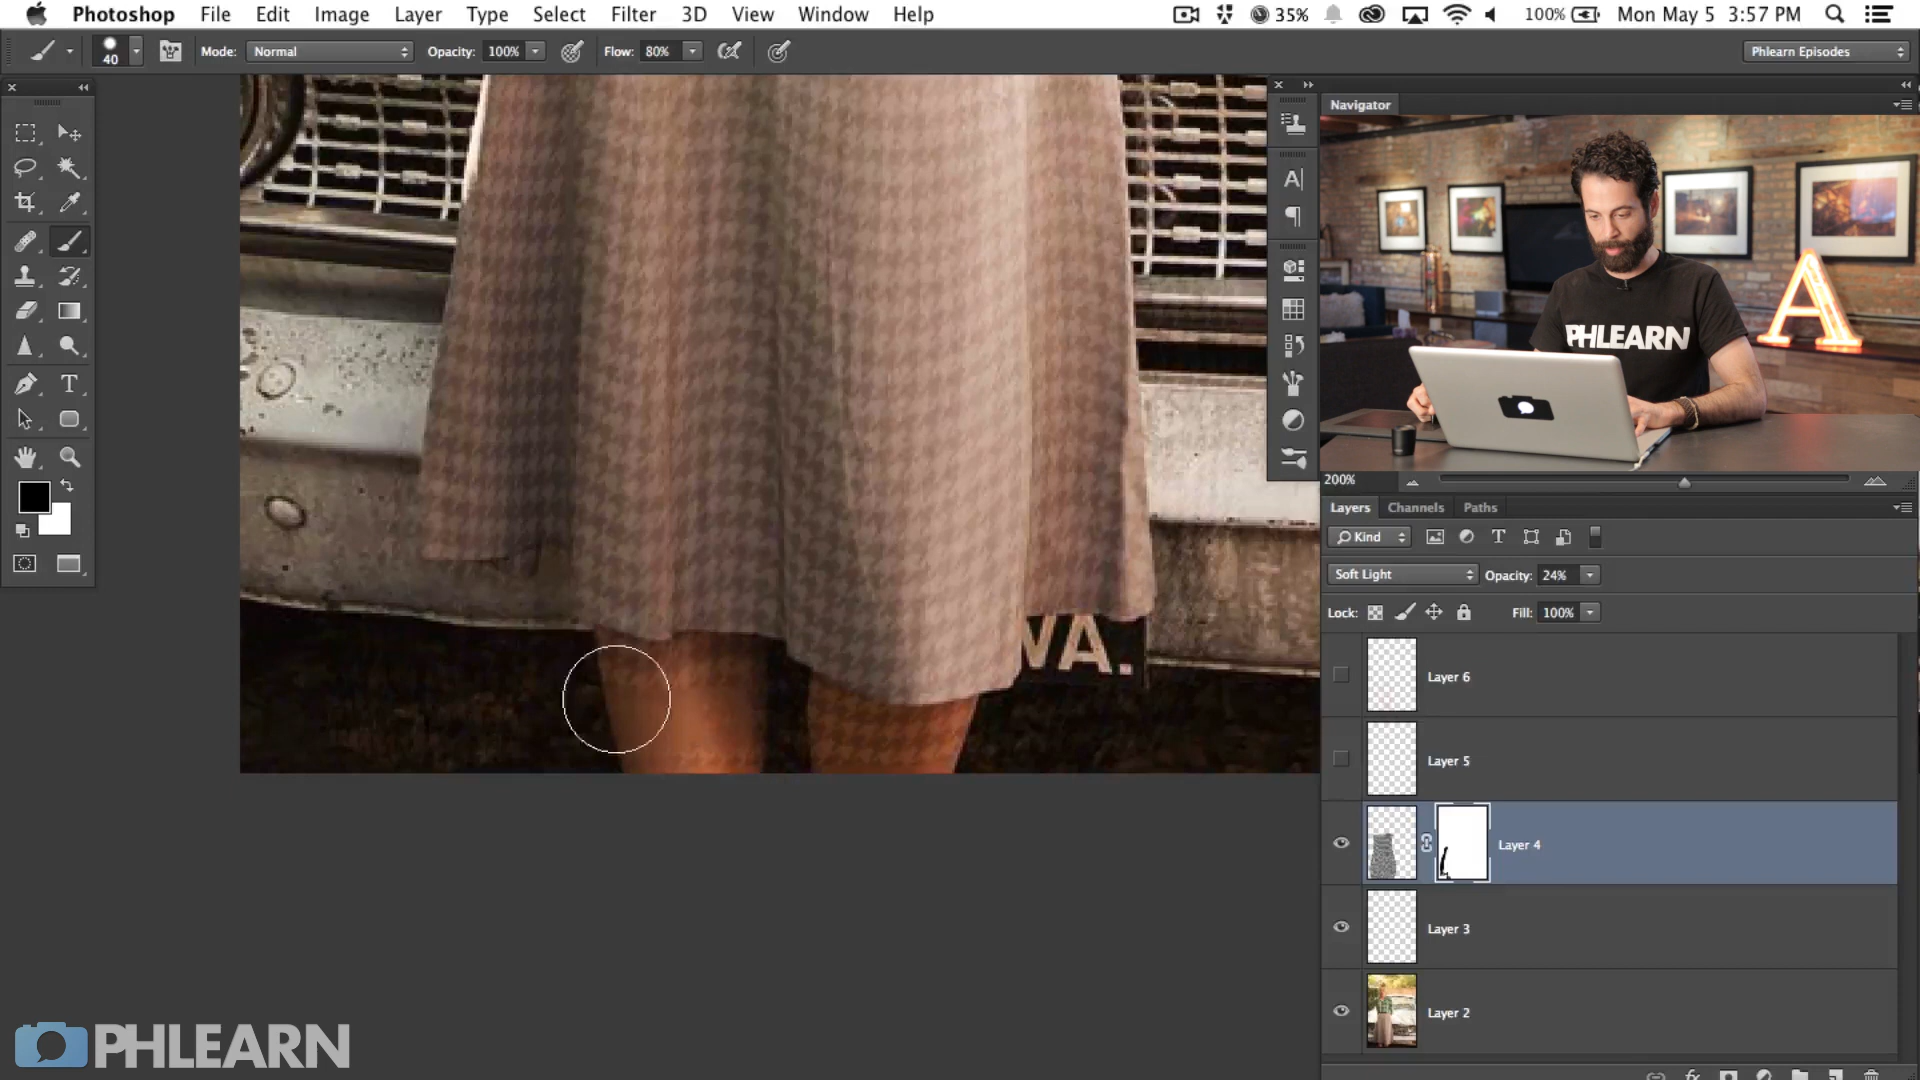 Photoshop File Edit Image Layer Type Select Filter 3D View Window Help 35% 100% Mon May 5 3:57 PM
40 Mode: Normal Opacity: 100% Flow: 80% Phlearn Episodes
Navigator
A
PHLEARN
200%
Layers Channels Paths
Kind
Soft Light Opacity: 24%
Lock: Fill: 100%
VA.
Layer 6
Layer 5
Layer 4
Layer 3
Layer 2
PHLEARN